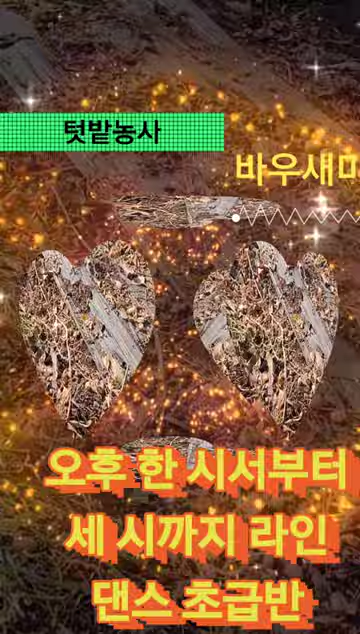 텃밭농사
바우새마
오후 한 시서부터
세 시까지 라인
댄스 초급반